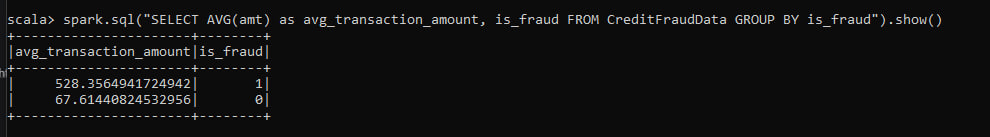 scala> spark.sql("SELECT AVG(amt) as avg_transaction_amount, is_fraud FROM CreditFraudData GROUP BY is_fraud").show()
+----------------------+--------+
|avg_transaction_amount|is_fraud|
+----------------------+--------+
|     528.3564941724942|       1|
|     67.61440824532956|       0|
+----------------------+--------+